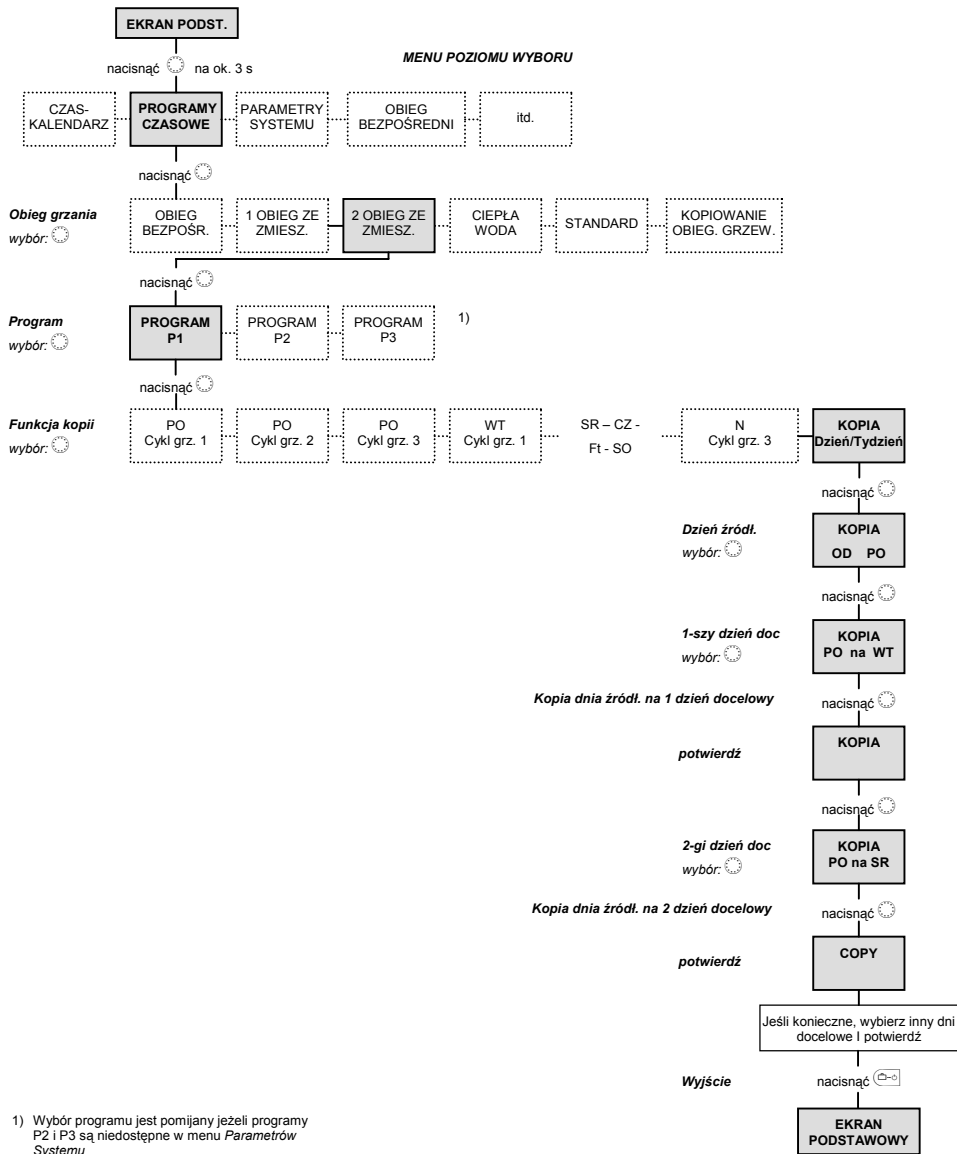 EKRAN PODST.
nacisnąć na ok. 3 s
MENU POZIOMU WYBORU
CZAS-
KALENDARZ
PROGRAMY
CZASOWE
PARAMETRY
SYSTEMU
OBIEG
BEZPOŚREDNI
itd.
nacisnąć
Obieg grzania
wybór:
OBIEG
BEZPOŚR.
1 OBIEG ZE
ZMIESZ.
2 OBIEG ZE
ZMIESZ.
CIEPŁA
WODA
STANDARD
KOPIOWANIE
OBIEG. GRZEW.
nacisnąć
Program
wybór:
PROGRAM
P1
PROGRAM
P2
PROGRAM
P3
1)
nacisnąć
Funkcja kopii
wybór:
PO
Cykl grz. 1
PO
Cykl grz. 2
PO
Cykl grz. 3
WT
Cykl grz. 1
SR – CZ -
Ft - SO
N
Cykl grz. 3
KOPIA
Dzień/Tydzień
nacisnąć
Dzień źródł.
wybór:
KOPIA
OD PO
nacisnąć
1-szy dzień doc
wybór:
KOPIA
PO na WT
Kopia dnia źródł. na 1 dzień docelowy
nacisnąć
potwierdź
KOPIA
nacisnąć
2-gi dzień doc
wybór:
KOPIA
PO na SR
Kopia dnia źródł. na 2 dzień docelowy
nacisnąć
potwierdź
COPY
Jeśli konieczne, wybierz inny dni
docelowe I potwierdź
Wyjście
nacisnąć
EKRAN
PODSTAWOWY
1) Wybór programu jest pomijany jeżeli programy
P2 i P3 są niedostępne w menu Parametrów
Systemu